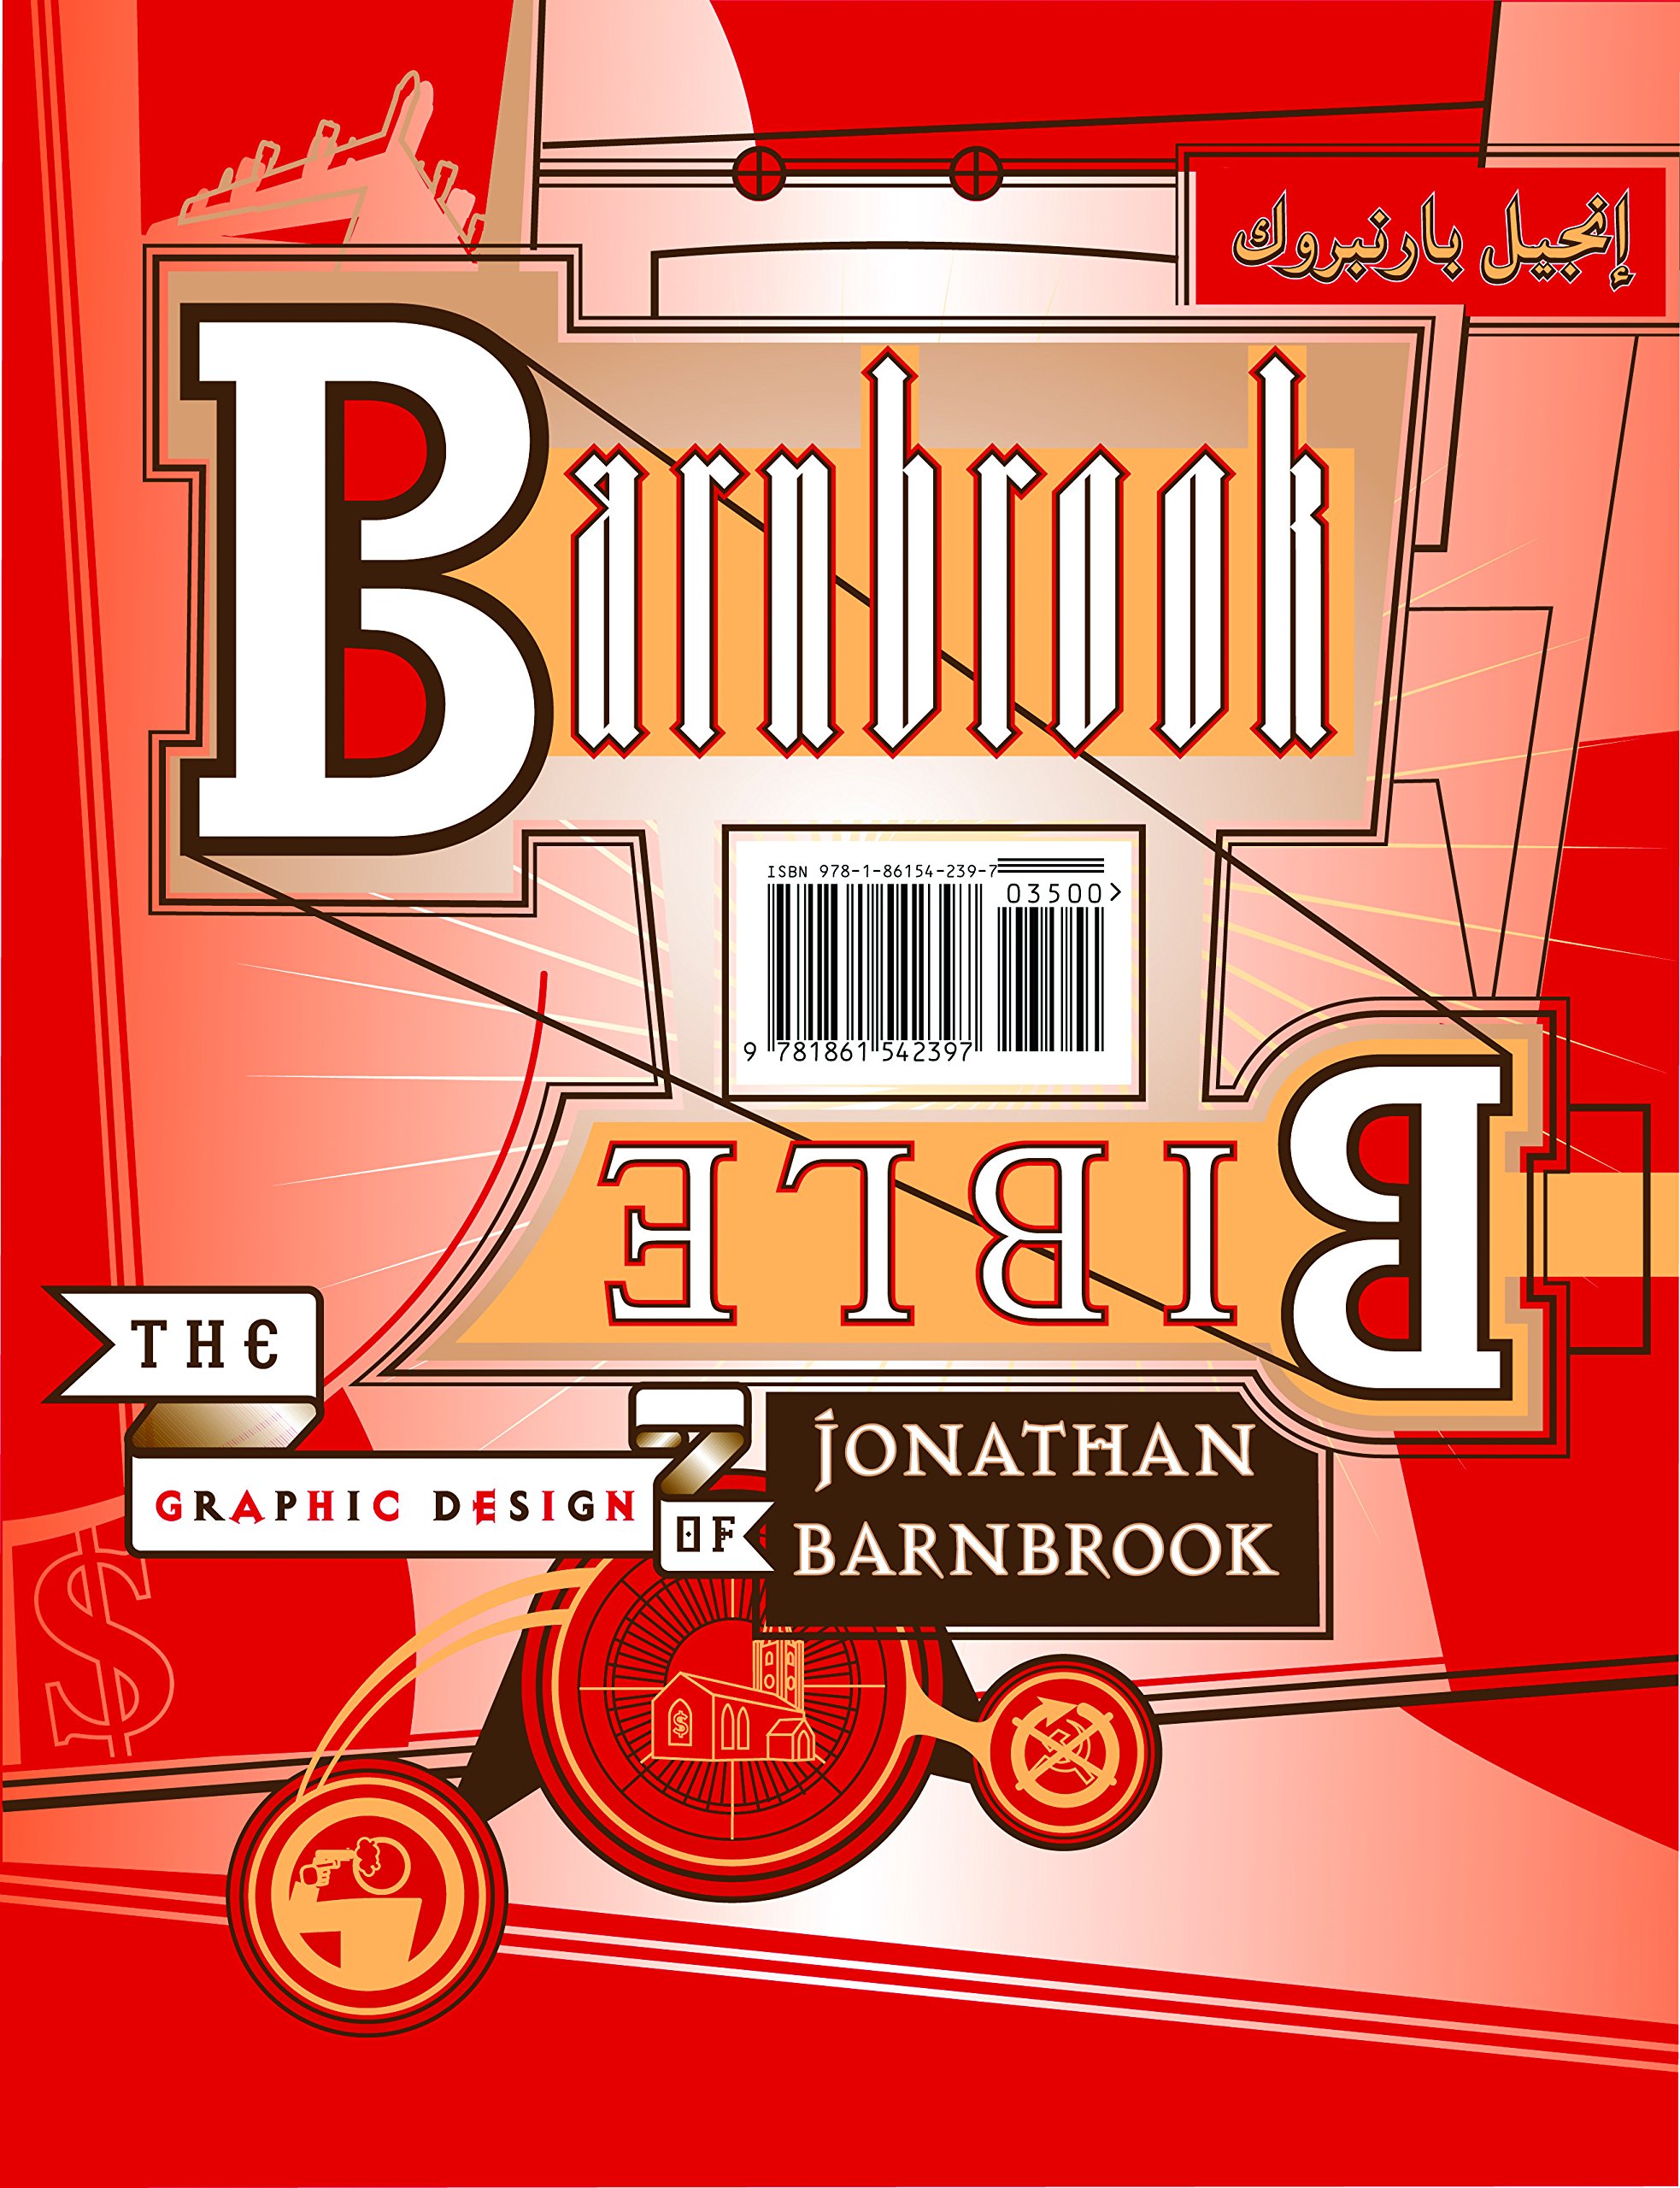 إنجيل بارنبروك
Barnbrook
ISBN 978-1-86154-239-7
03500>
9 781861 542397
BIBLE
THE
GRAPHIC DESIGN
OF
JONATHAN
BARNBROOK
$
$